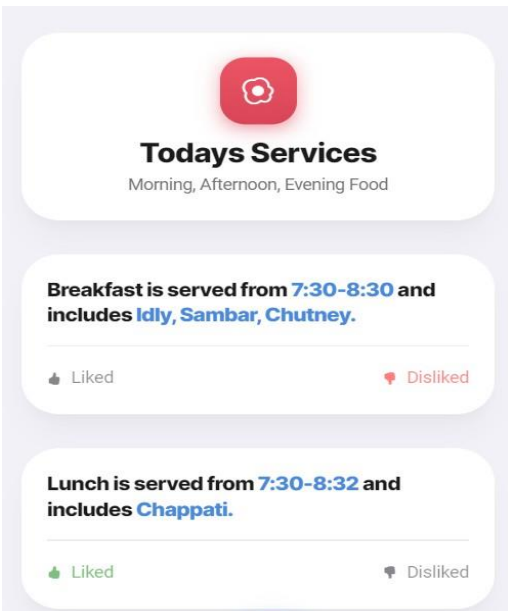 Todays Services
Morning, Afternoon, Evening Food
Breakfast is served from 7:30-8:30 and
includes Idly, Sambar, Chutney.
Liked
Disliked
Lunch is served from 7:30-8:32 and
includes Chappati.
Liked
Disliked